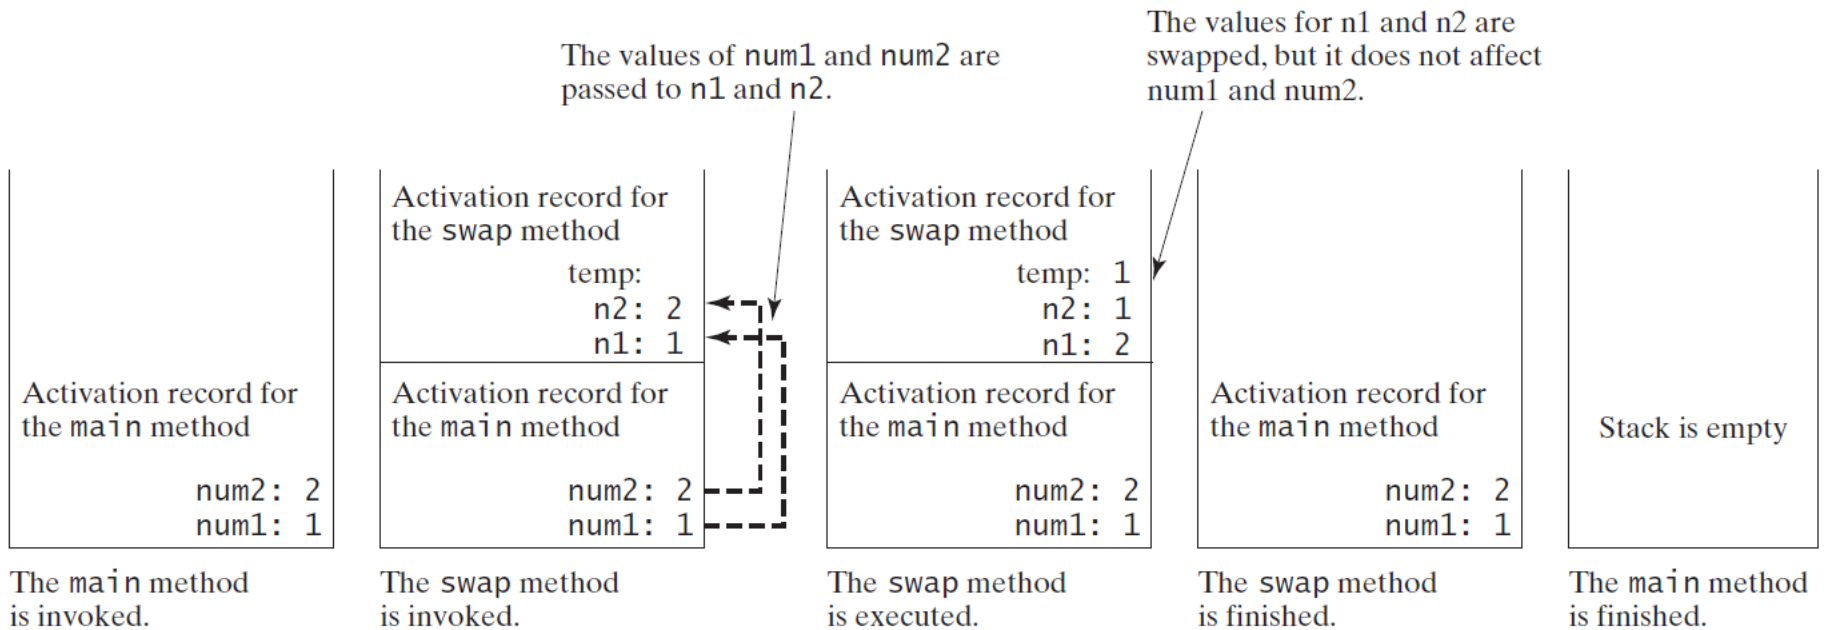 The values of num1 and num2 are
passed to n1 and n2.
The values for n1 and n2 are
swapped, but it does not affect
num1 and num2.
Activation record for
the main method
num2: 2
num1: 1
The main method
is invoked.
Activation record for
the swap method
temp:
n2: 2
n1: 1
Activation record for
the main method
num2: 2
num1: 1
The swap method
is invoked.
Activation record for
the swap method
temp: 1
n2: 1
n1: 2
Activation record for
the main method
num2: 2
num1: 1
The swap method
is executed.
Activation record for
the main method
num2: 2
num1: 1
The swap method
is finished.
Stack is empty
The main method
is finished.